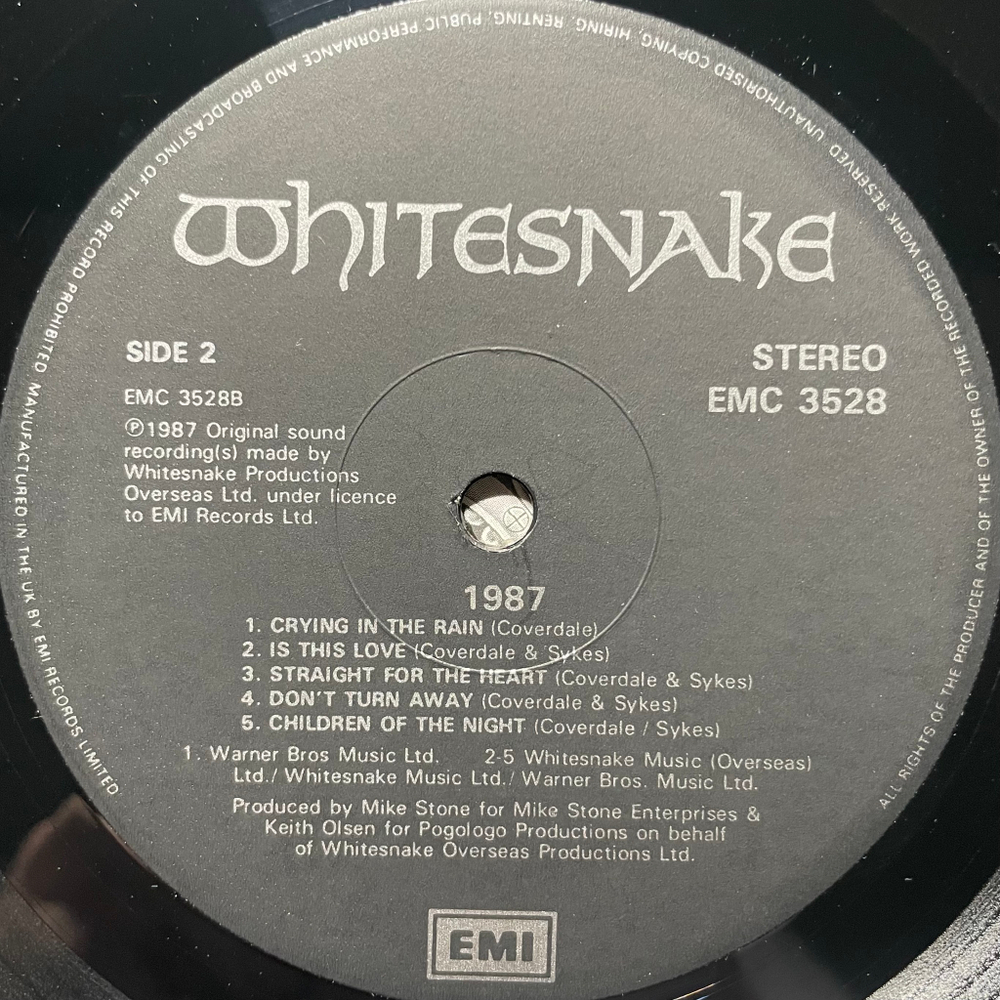 WHITESNAKE
SIDE 2
EMC 3528B
℗1987 Original sound
recording(s) made by
Whitesnake Productions
Overseas Ltd. under licence
to EMI Records Ltd.
STEREO
EMC 3528
1987
1. CRYING IN THE RAIN (Coverdale)
2. IS THIS LOVE (Coverdale & Sykes)
3. STRAIGHT FOR THE HEART (Coverdale & Sykes)
4. DON'T TURN AWAY (Coverdale & Sykes)
5. CHILDREN OF THE NIGHT (Coverdale / Sykes)
1. Warner Bros Music Ltd. 2-5 Whitesnake Music (Overseas)
Ltd./ Whitesnake Music Ltd./ Warner Bros. Music Ltd.
Produced by Mike Stone for Mike Stone Enterprises &
Keith Olsen for Pogologo Productions on behalf
of Whitesnake Overseas Productions Ltd.
EMI
ALL RIGHTS OF THE PRODUCER AND OF THE OWNER OF THE RECORDED WORK RESERVED UNAUTHORISED COPYING, HIRING, RENTING, PUBLIC PERFORMANCE AND BROADCASTING OF THIS RECORD PROHIBITED MANUFACTURED IN THE UK BY EMI RECORDS LIMITED